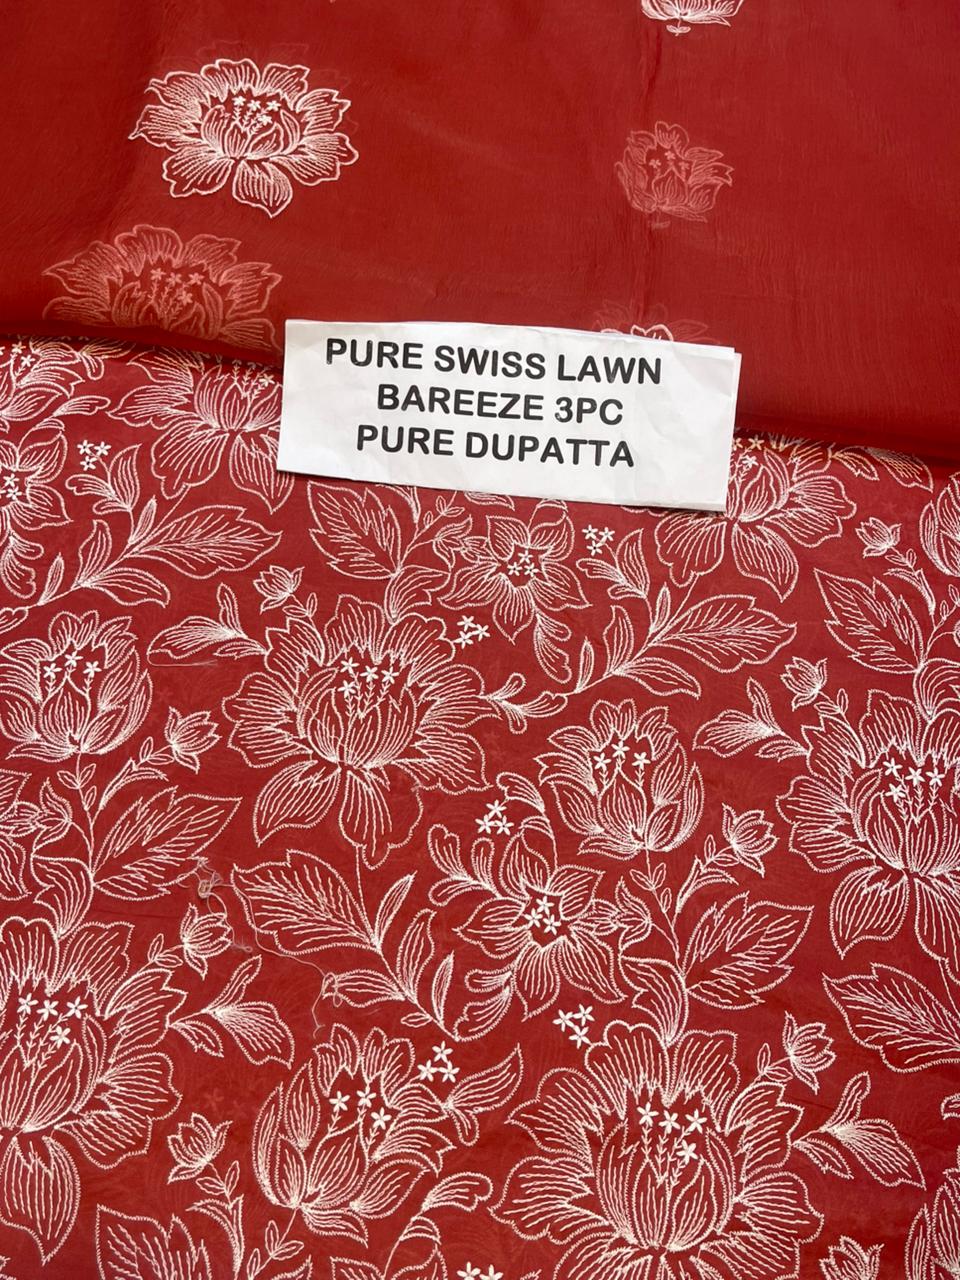 PURE SWISS LAWN
BAREEZE 3PC
PURE DUPATTA